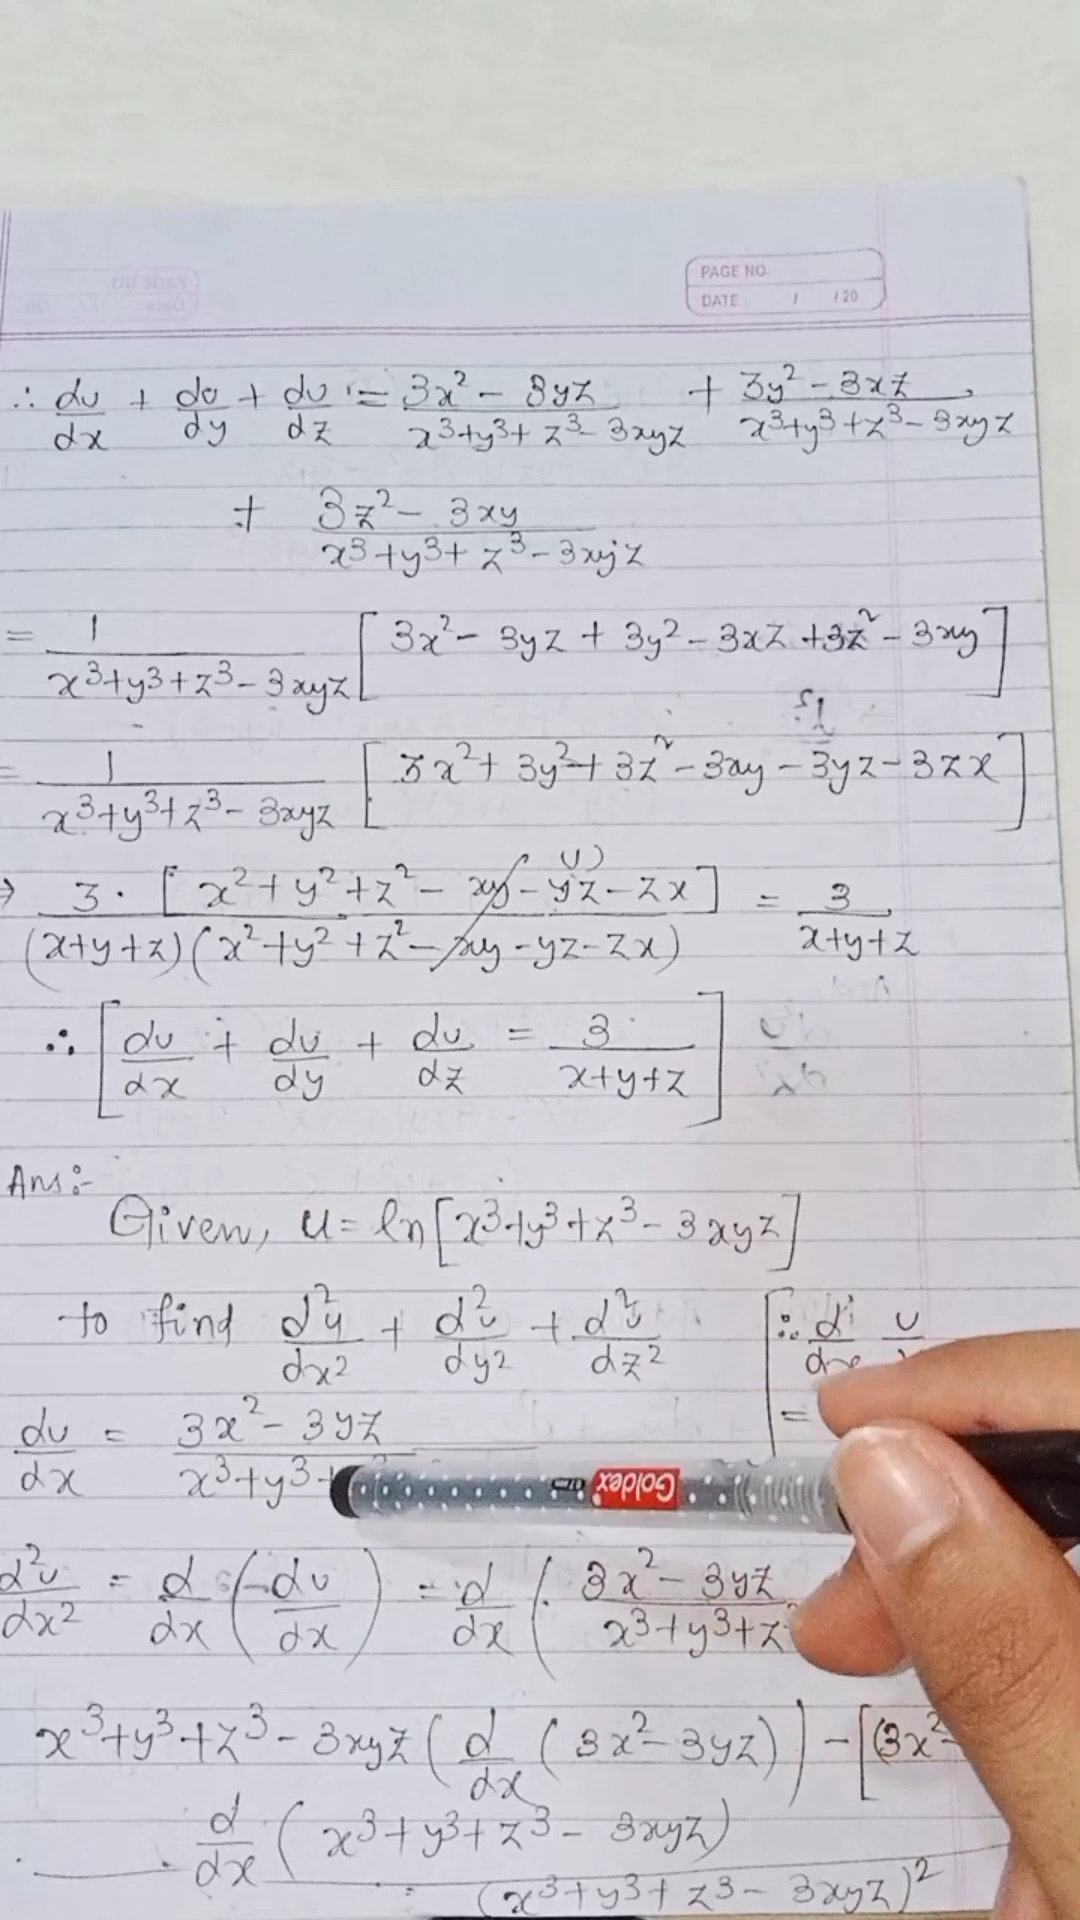 PAGE NO.
DATE : / /20
∴ du/dx + du/dy + du/dz = 3x² - 3yz / x³+y³+z³-3xyz + 3y²-3xz / x³+y³+z³-3xyz
+ 3z² - 3xy / x³+y³+z³-3xyz
= 1 / x³+y³+z³-3xyz [3x²-3yz+3y²-3xz+3z²-3xy]
= 1 / x³+y³+z³-3xyz [3x²+3y²+3z²-3xy-3yz-3zx]
⇒ 3·[x²+y²+z²-xy-yz-zx] / (x+y+z)(x²+y²+z²-xy-yz-zx) = 3 / x+y+z
∴ [du/dx + du/dy + du/dz = 3 / x+y+z]
Ans:-
Given, u = ln[x³+y³+z³-3xyz]
to find d²u/dx² + d²u/dy² + d²u/dz² [∴ d/dx u
=
du/dx = 3x²-3yz / x³+y³+
Goldex
d²u/dx² = d/dx (du/dx) = d/dx (3x²-3yz / x³+y³+z
x³+y³+z³-3xyz (d/dx (3x²-3yz)) - [(3x²
d/dx (x³+y³+z³-3xyz)
(x³+y³+z³-3xyz)²